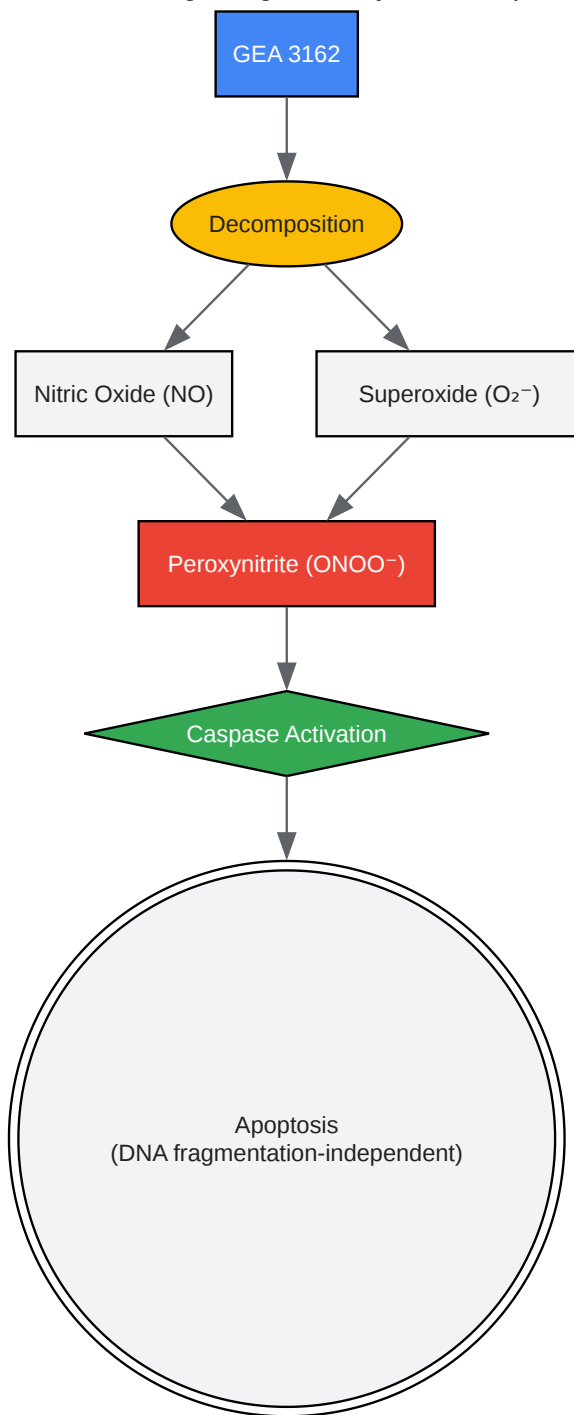 GEA 3162
Decomposition
Nitric Oxide (NO)
Superoxide (O₂⁻)
Peroxynitrite (ONOO⁻)
Caspase Activation
Apoptosis
(DNA fragmentation-independent)